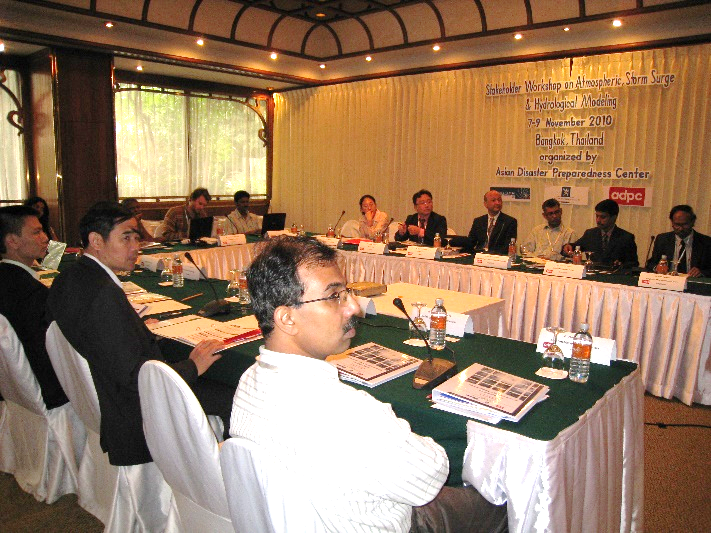 Stakeholder Workshop on Atmospheric, Storm Surge
& Hydrological Modeling
7-9 November 2010
Bangkok, Thailand
organized by
Asian Disaster Preparedness Center
adpc